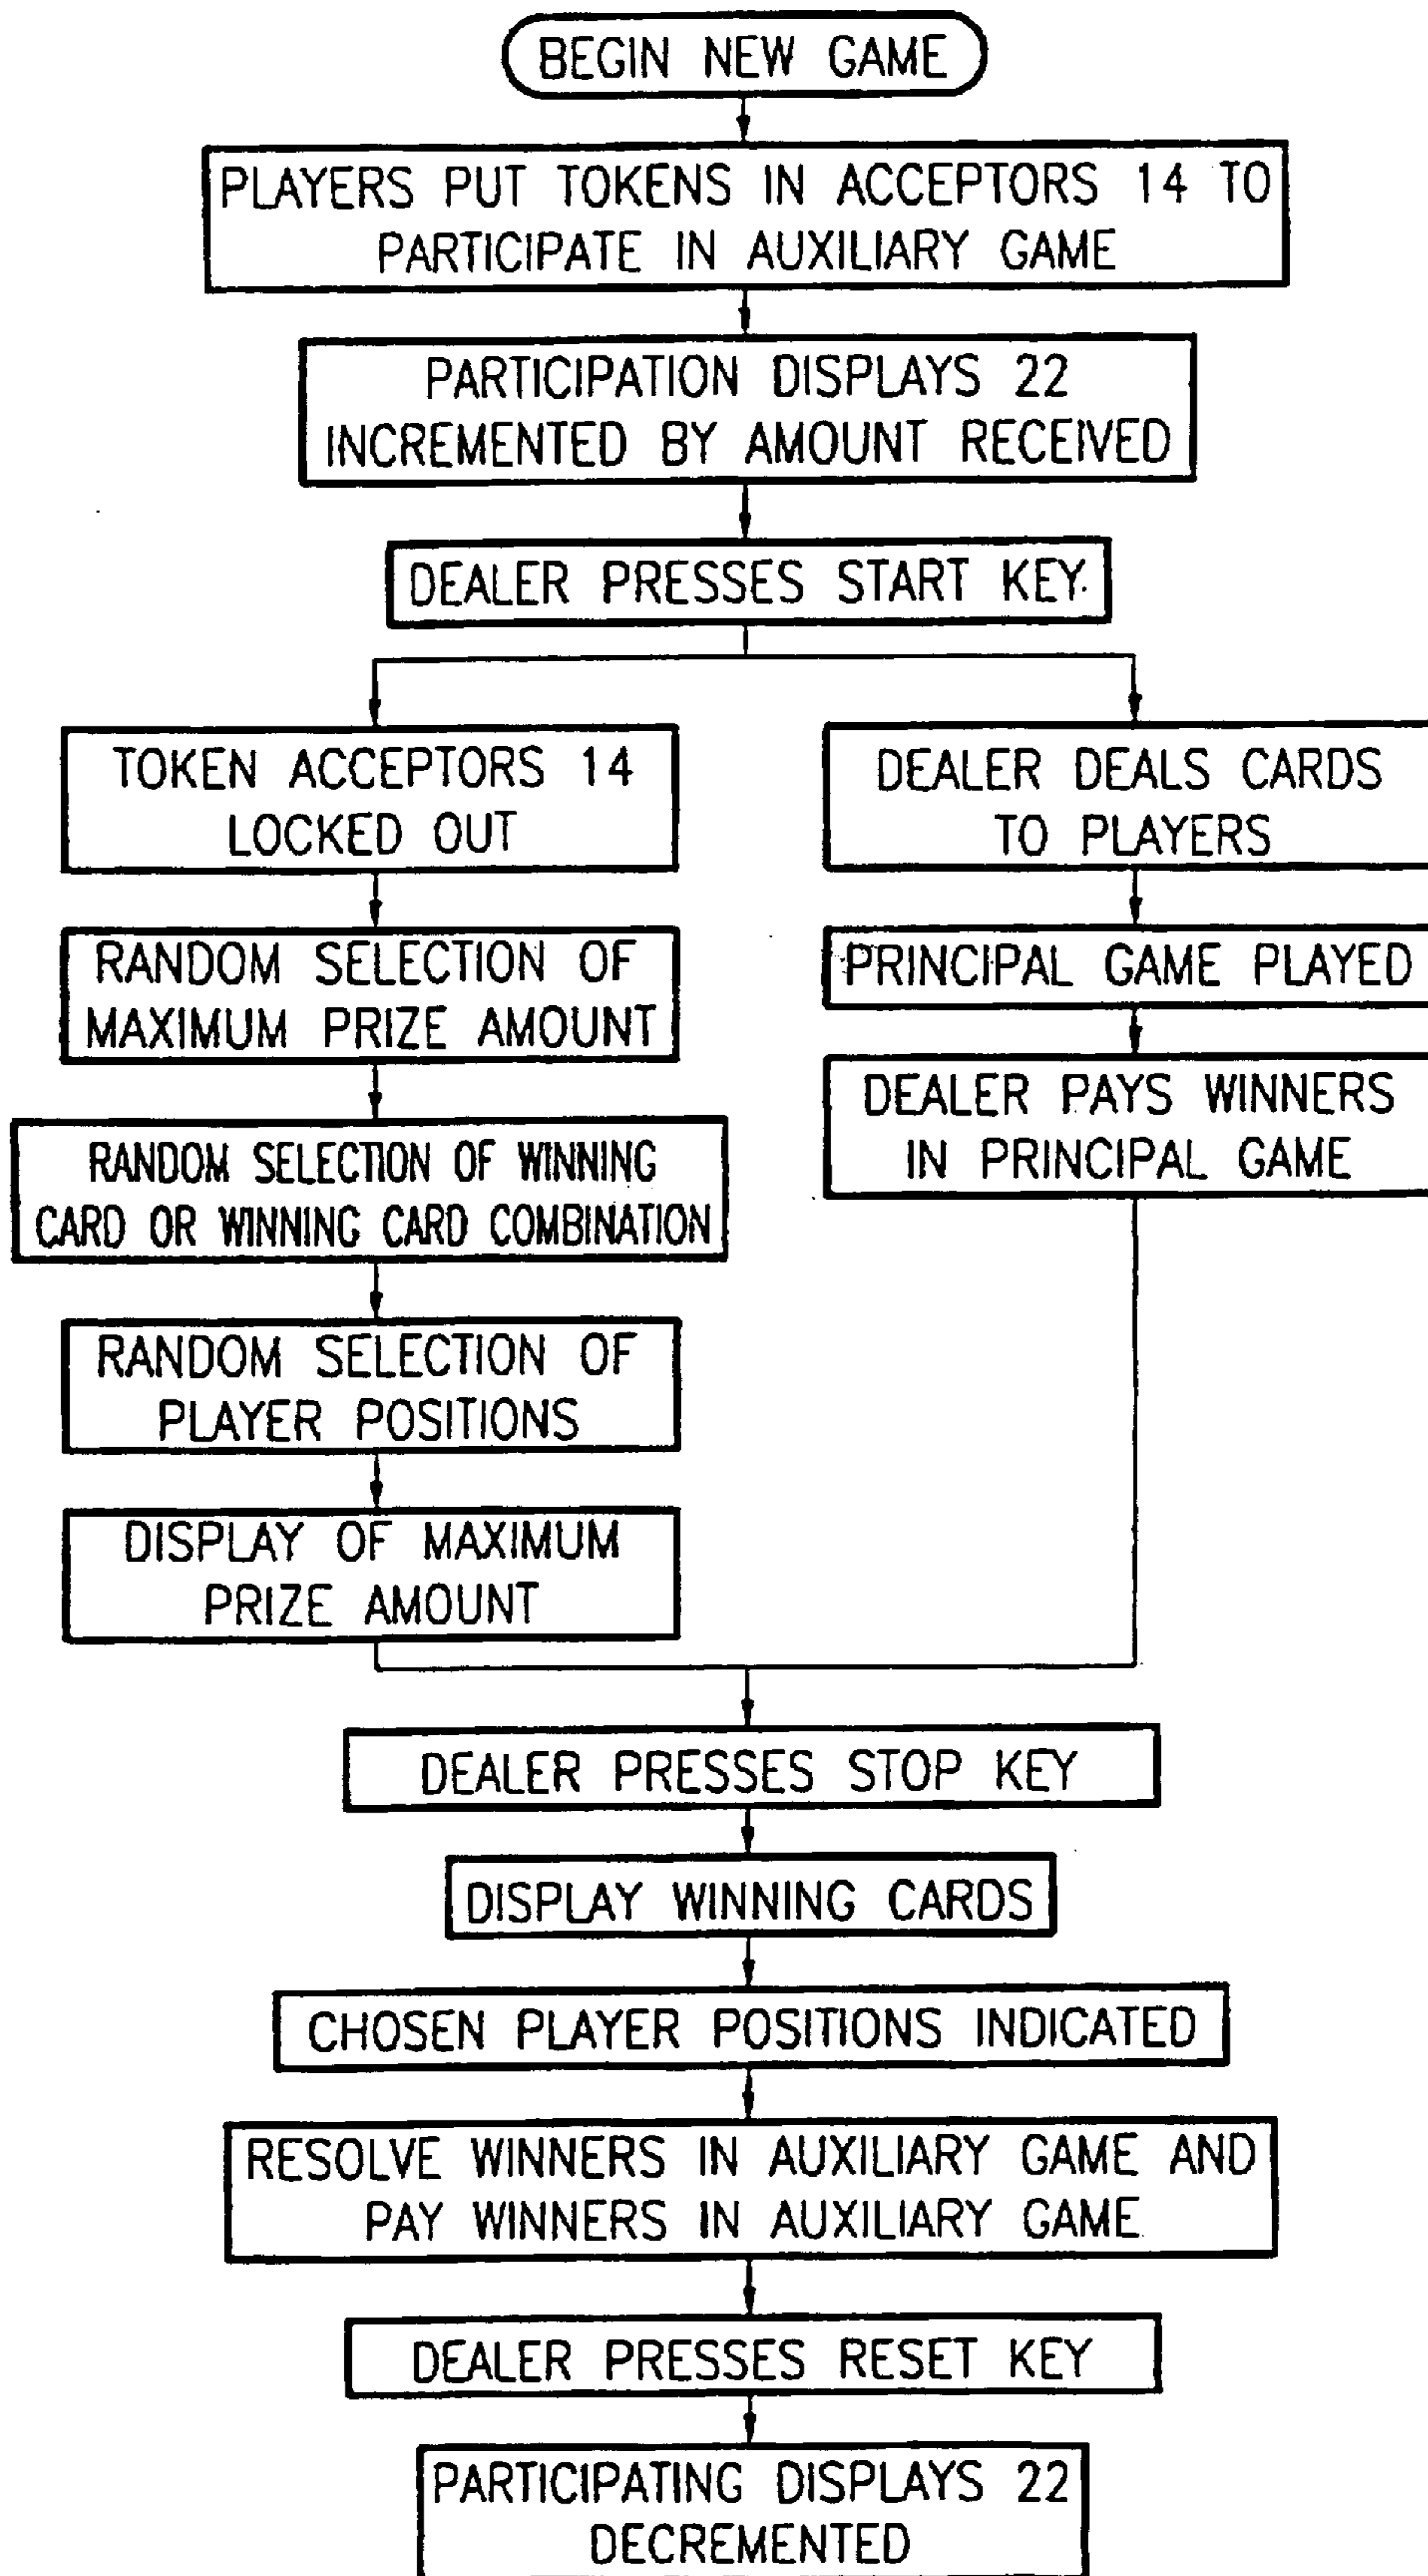 BEGIN NEW GAME
PLAYERS PUT TOKENS IN ACCEPTORS 14 TO
PARTICIPATE IN AUXILIARY GAME
PARTICIPATION DISPLAYS 22
INCREMENTED BY AMOUNT RECEIVED
DEALER PRESSES START KEY
TOKEN ACCEPTORS 14
LOCKED OUT
RANDOM SELECTION OF
MAXIMUM PRIZE AMOUNT
RANDOM SELECTION OF WINNING
CARD OR WINNING CARD COMBINATION
RANDOM SELECTION OF
PLAYER POSITIONS
DISPLAY OF MAXIMUM
PRIZE AMOUNT
DEALER DEALS CARDS
TO PLAYERS
PRINCIPAL GAME PLAYED
DEALER PAYS WINNERS
IN PRINCIPAL GAME
DEALER PRESSES STOP KEY
DISPLAY WINNING CARDS
CHOSEN PLAYER POSITIONS INDICATED
RESOLVE WINNERS IN AUXILIARY GAME AND
PAY WINNERS IN AUXILIARY GAME
DEALER PRESSES RESET KEY
PARTICIPATING DISPLAYS 22
DECREMENTED